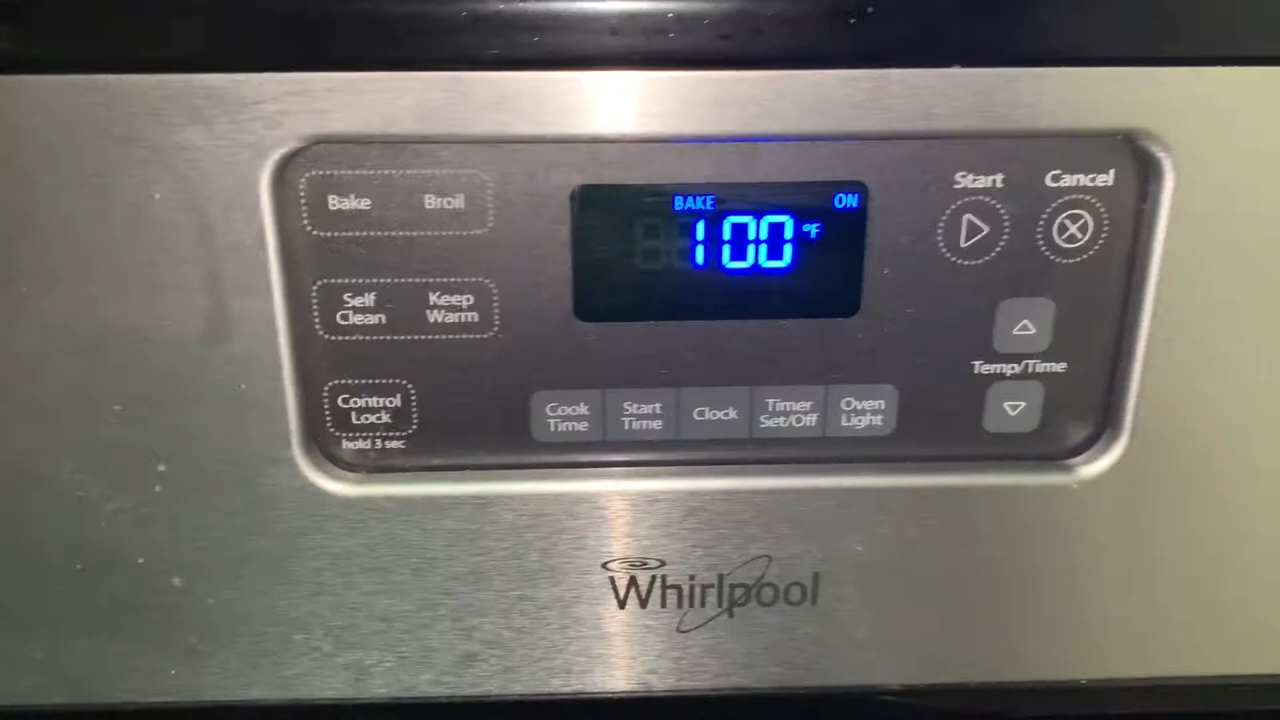 Bake Broil
Self Clean
Keep Warm
Control Lock
hold 3 sec
BAKE ON
100 °F
Cook Time
Start Time
Clock
Timer Set/Off
Oven Light
Start
Cancel
Temp/Time
Whirlpool